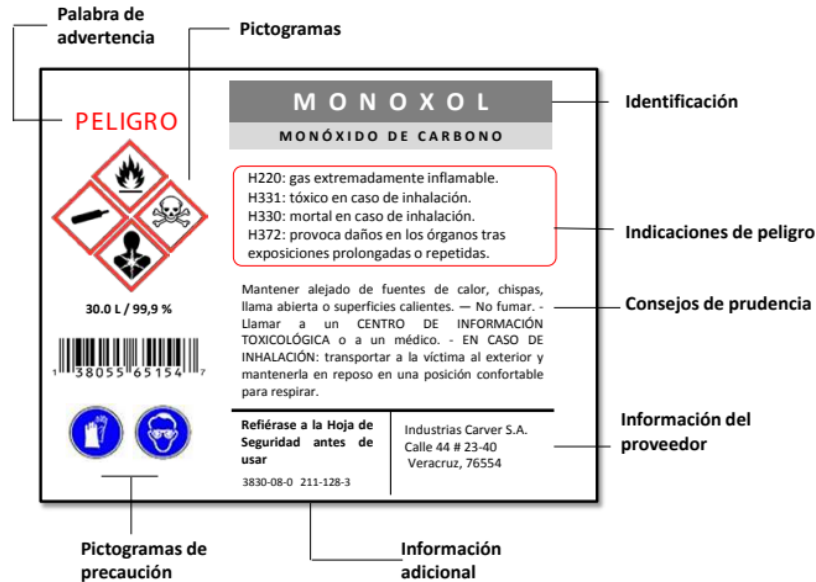 Palabra de
advertencia
Pictogramas
PELIGRO
MONOXOL
MONÓXIDO DE CARBONO
Identificación
H220: gas extremadamente inflamable.
H331: tóxico en caso de inhalación.
H330: mortal en caso de inhalación.
H372: provoca daños en los órganos tras
exposiciones prolongadas o repetidas.
Indicaciones de peligro
30.0 L / 99,9 %
Mantener alejado de fuentes de calor, chispas,
llama abierta o superficies calientes. — No fumar. -
Llamar a un CENTRO DE INFORMACIÓN
TOXICOLÓGICA o a un médico. - EN CASO DE
INHALACIÓN: transportar a la víctima al exterior y
mantenerla en reposo en una posición confortable
para respirar.
Consejos de prudencia
1 38055 65154 7
Refiérase a la Hoja de
Seguridad antes de
usar
3830-08-0 211-128-3
Industrias Carver S.A.
Calle 44 # 23-40
Veracruz, 76554
Información del
proveedor
Pictogramas de
precaución
Información
adicional